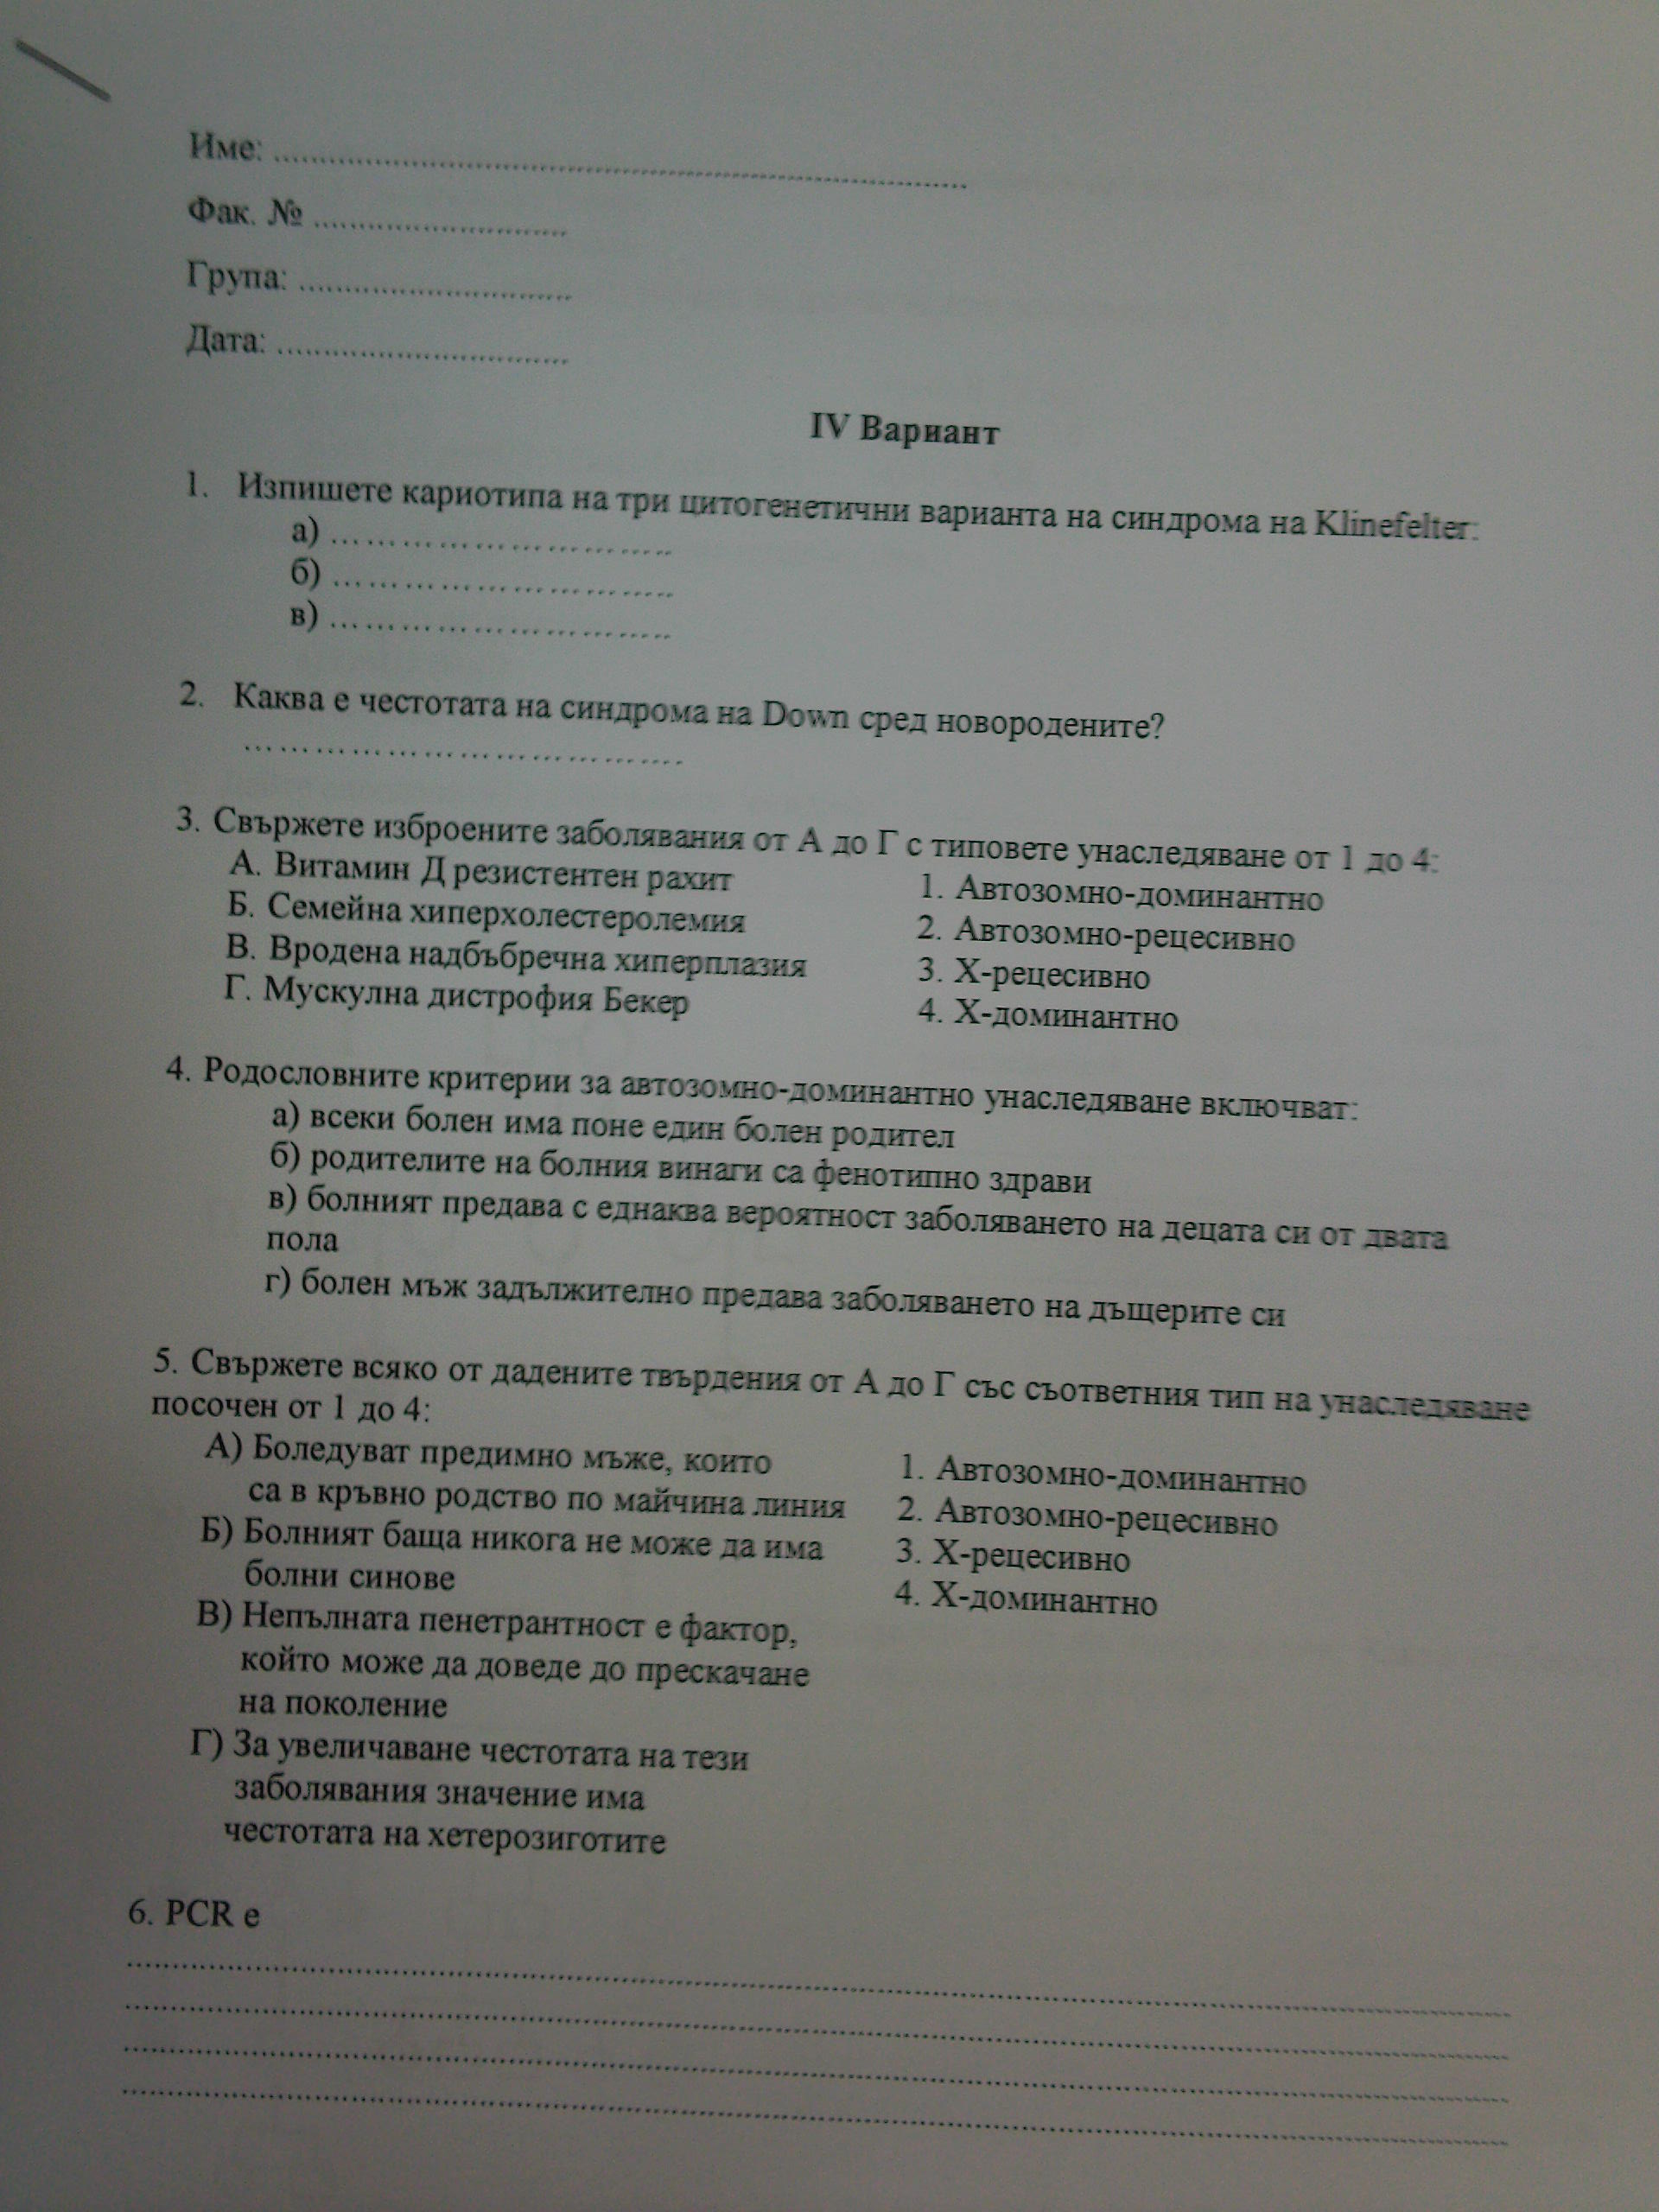 Име: ................................................................................
Фак. № ............................
Група: ..............................
Дата: ................................
IV Вариант
1. Изпишете кариотипа на три цитогенетични варианта на синдрома на Klinefelter:
а) ................................
б) ................................
в) ................................
2. Каква е честотата на синдрома на Down сред новородените?
........................................
3. Свържете изброените заболявания от А до Г с типовете унаследяване от 1 до 4:
А. Витамин Д резистентен рахит 1. Автозомно-доминантно
Б. Семейна хиперхолестеролемия 2. Автозомно-рецесивно
В. Вродена надбъбречна хиперплазия 3. Х-рецесивно
Г. Мускулна дистрофия Бекер 4. Х-доминантно
4. Родословните критерии за автозомно-доминантно унаследяване включват:
а) всеки болен има поне един болен родител
б) родителите на болния винаги са фенотипно здрави
в) болният предава с еднаква вероятност заболяването на децата си от двата
пола
г) болен мъж задължително предава заболяването на дъщерите си
5. Свържете всяко от дадените твърдения от А до Г със съответния тип на унаследяване
посочен от 1 до 4:
А) Боледуват предимно мъже, които 1. Автозомно-доминантно
са в кръвно родство по майчина линия 2. Автозомно-рецесивно
Б) Болният баща никога не може да има 3. Х-рецесивно
болни синове 4. Х-доминантно
В) Непълната пенетрантност е фактор,
който може да доведе до прескачане
на поколение
Г) За увеличаване честотата на тези
заболявания значение има
честотата на хетерозиготите
6. PCR е
................................................................................
................................................................................
................................................................................
................................................................................